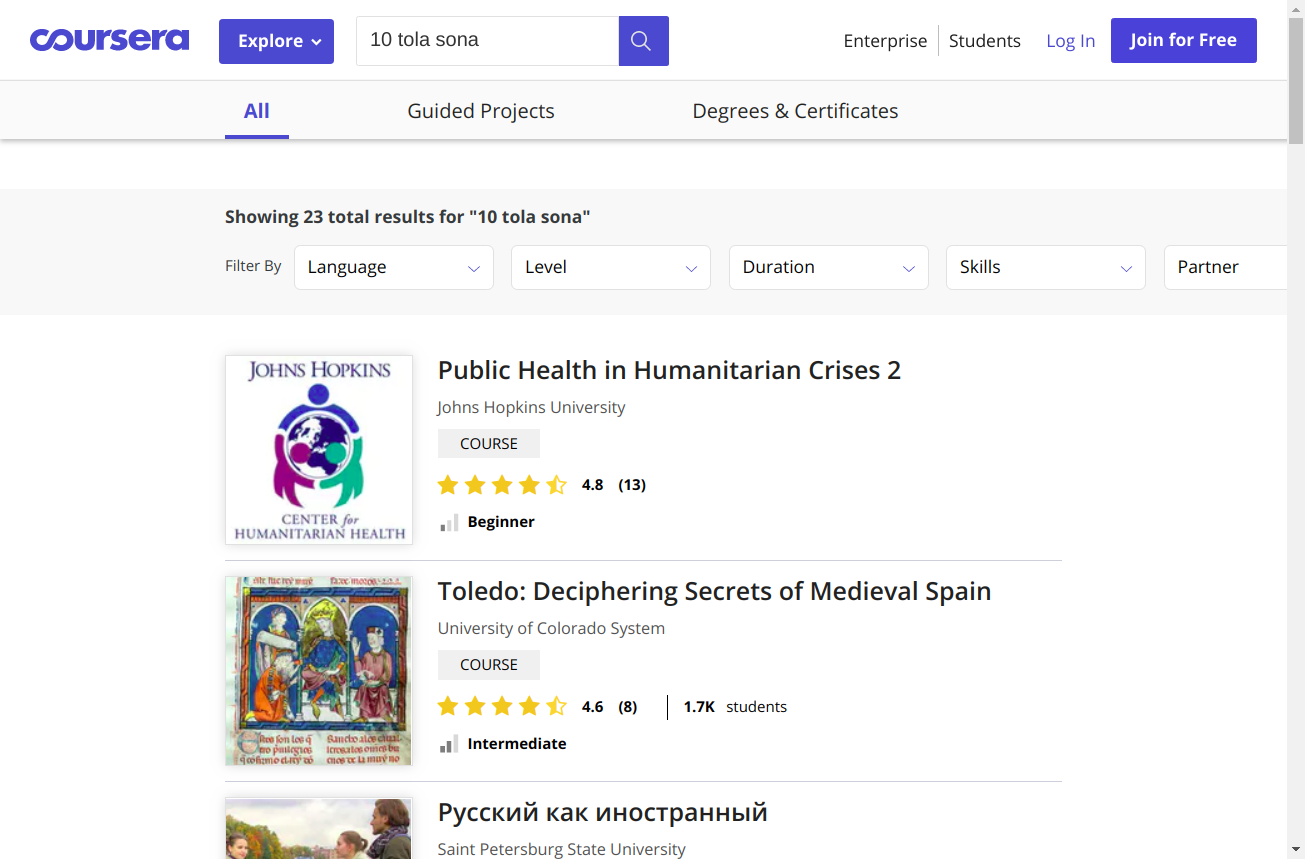 coursera
Explore
10 tola sona
Enterprise
Students
Log In
Join for Free
All
Guided Projects
Degrees & Certificates
Showing 23 total results for "10 tola sona"
Filter By
Language
Level
Duration
Skills
Partner
JOHNS HOPKINS
CENTER for
HUMANITARIAN HEALTH
Public Health in Humanitarian Crises 2
Johns Hopkins University
COURSE
4.8 (13)
Beginner
Toledo: Deciphering Secrets of Medieval Spain
University of Colorado System
COURSE
4.6 (8) 1.7K students
Intermediate
Русский как иностранный
Saint Petersburg State University